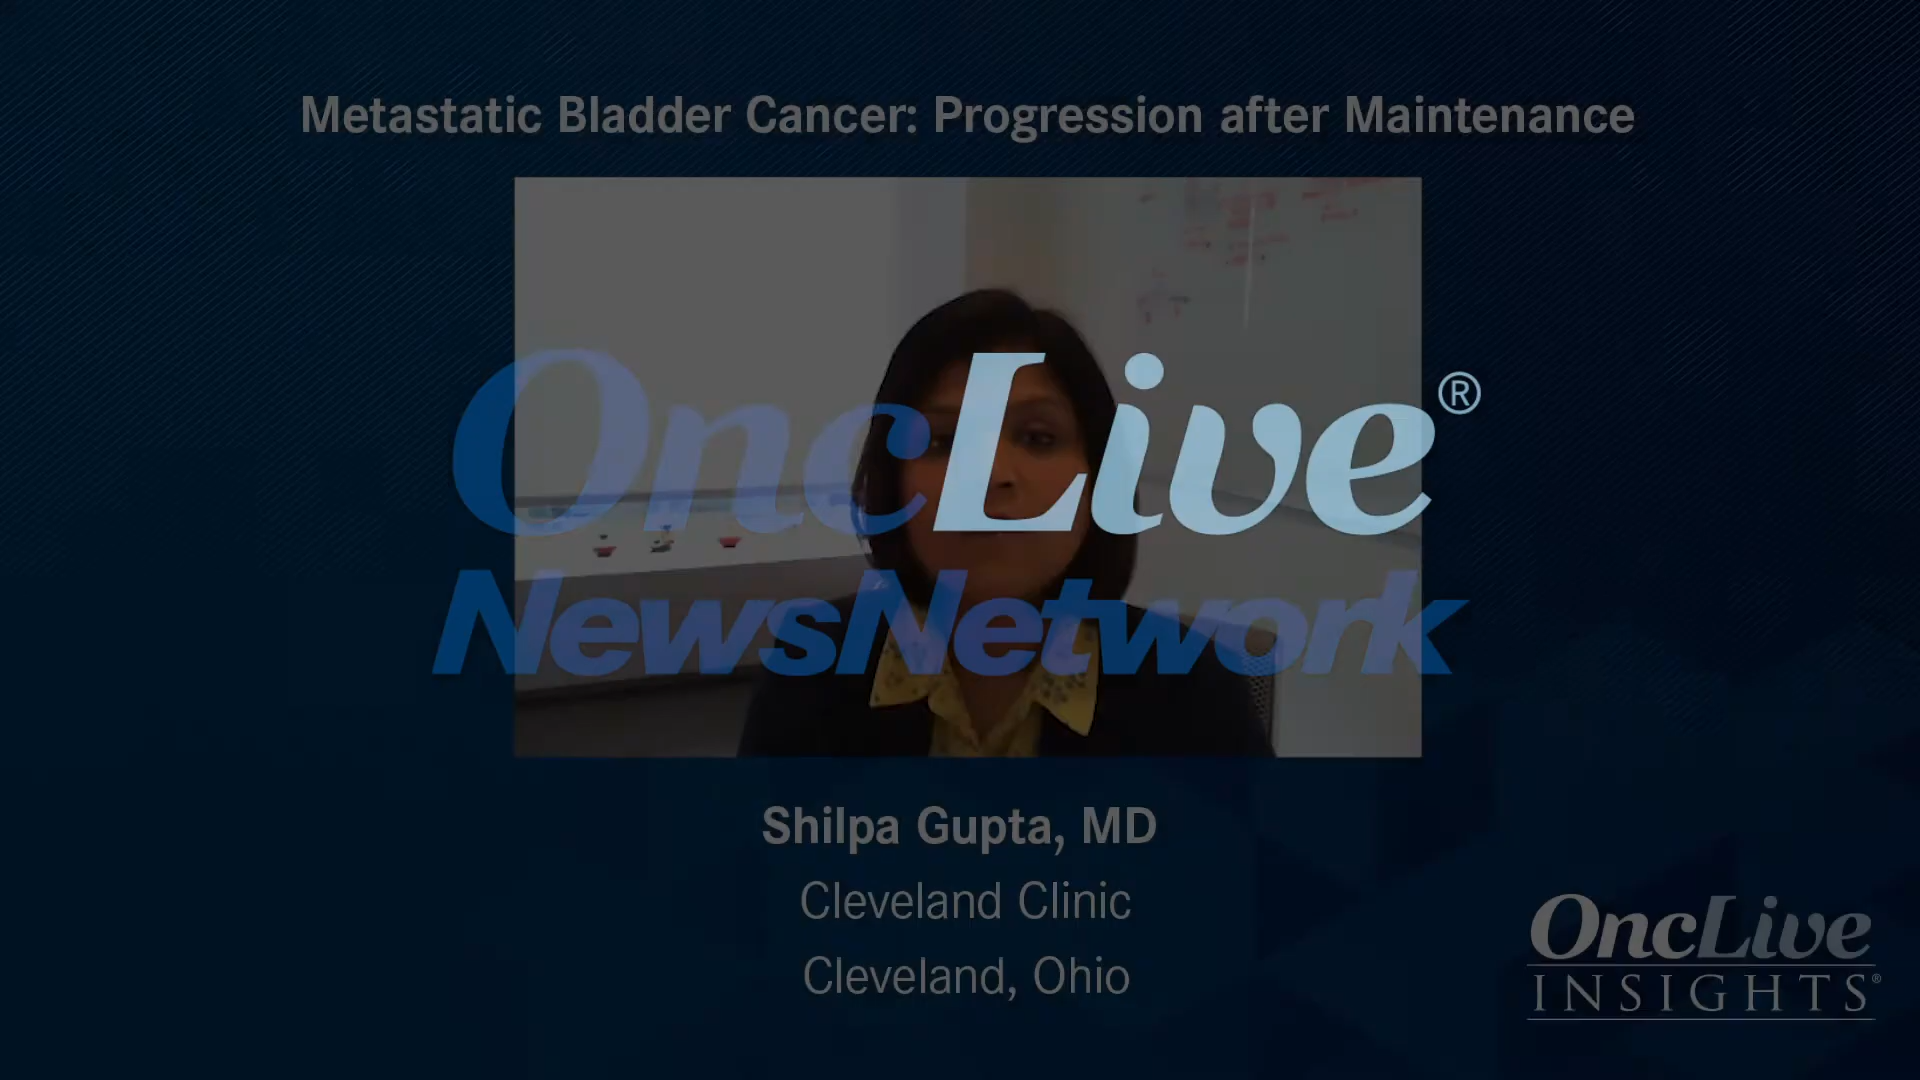 Metastatic Bladder Cancer: Progression after Maintenance
OncLive®
NewsNetwork
Shilpa Gupta, MD
Cleveland Clinic
Cleveland, Ohio
OncLive
INSIGHTS®